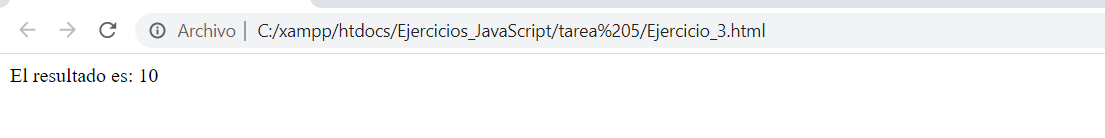 Archivo | C:/xampp/htdocs/Ejercicios_JavaScript/tarea%205/Ejercicio_3.html
El resultado es: 10